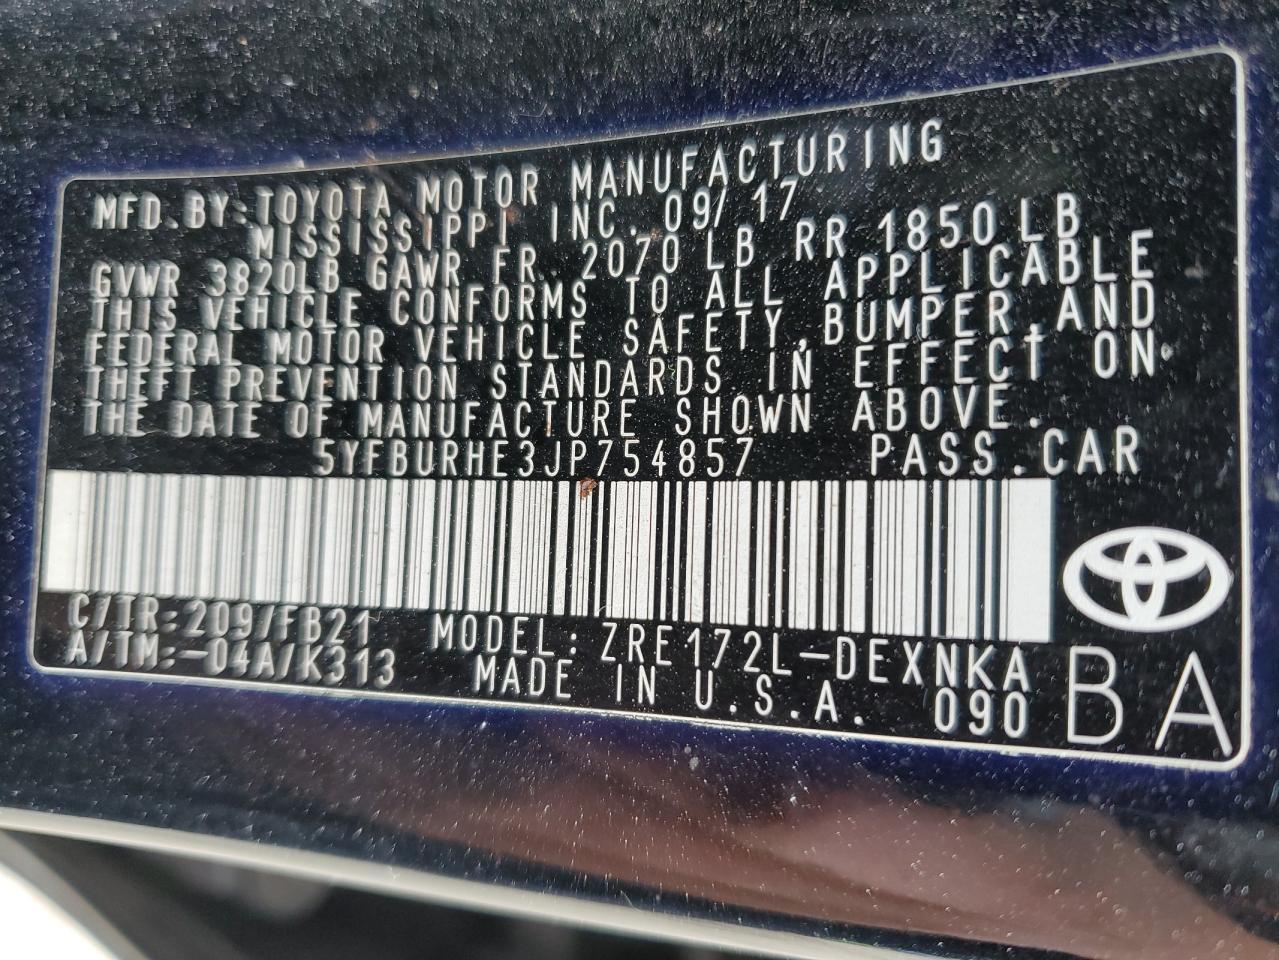 MFD.BY:TOYOTA MOTOR MANUFACTURING
MISSISSIPPI INC. 09/17
GVWR 3820LB GAWR FR. 2070 LB RR 1850 LB
THIS VEHICLE CONFORMS TO ALL APPLICABLE
FEDERAL MOTOR VEHICLE SAFETY,BUMPER,AND
THEFT PREVENTION STANDARDS IN EFFECT ON
THE DATE OF MANUFACTURE SHOWN ABOVE.
5YFBURHE3JP754857 PASS.CAR
C/TR:209/FB21 MODEL:ZRE172L-DEXNKA
A/TM:-04A/K313 MADE IN U.S.A. 090 BA